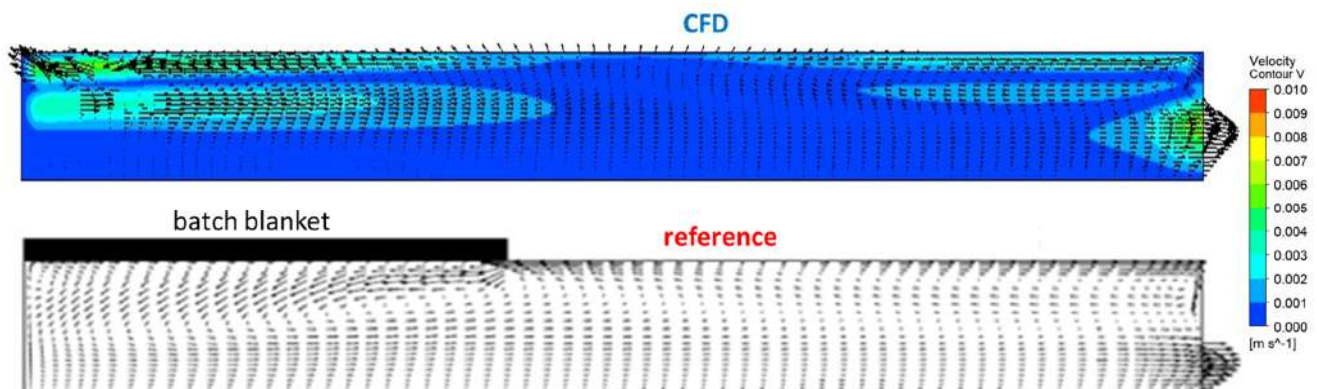 CFD
Velocity
Contour V
0.010
0.009
0.008
0.007
0.006
0.005
0.004
0.003
0.002
0.001
0.000
[m s^-1]
batch blanket
reference